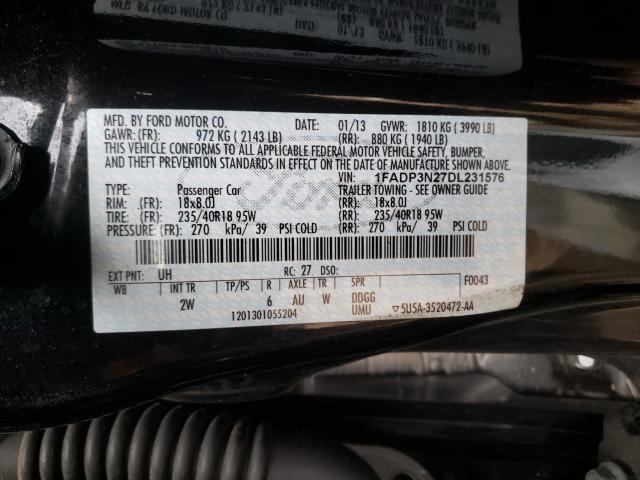 MFD. BY FORD MOTOR CO. DATE: 01/13 GVWR: 1810 KG ( 3990 LB)
GAWR: (FR): 972 KG ( 2143 LB) (RR): 880 KG ( 1940 LB)
THIS VEHICLE CONFORMS TO ALL APPLICABLE FEDERAL MOTOR VEHICLE SAFETY, BUMPER,
AND THEFT PREVENTION STANDARDS IN EFFECT ON THE DATE OF MANUFACTURE SHOWN ABOVE.
VIN: 1FADP3N27DL231576
TYPE: Passenger Car TRAILER TOWING - SEE OWNER GUIDE
RIM: (FR): 18x8.0J (RR): 18x8.0J
TIRE: (FR): 235/40R18 95W (RR): 235/40R18 95W
PRESSURE: (FR): 270 kPa/ 39 PSI COLD (RR): 270 kPa/ 39 PSI COLD
EXT PNT: UH RC: 27 DSO: F0043
WB INT TR TP/PS R AXLE TR SPR
2W 6 AU W DDGG
1201301055204 UMU ▽5U5A-3520472-AA